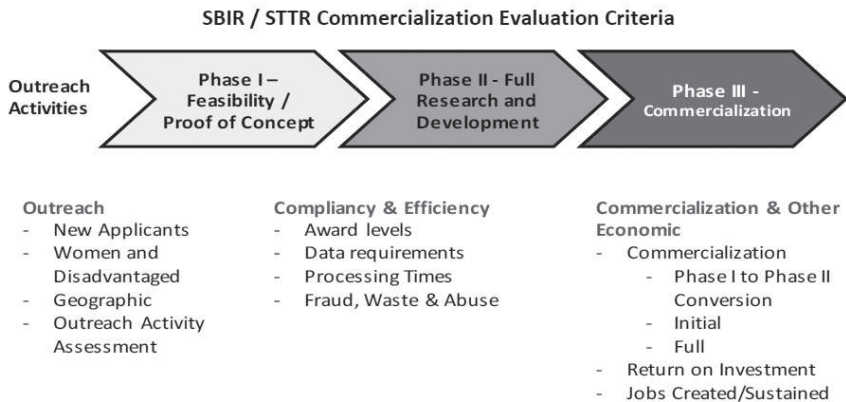 SBIR / STTR Commercialization Evaluation Criteria
Outreach
Activities
Phase I –
Feasibility /
Proof of Concept
Phase II - Full
Research and
Development
Phase III -
Commercialization
Outreach
- New Applicants
- Women and
Disadvantaged
- Geographic
- Outreach Activity
Assessment
Compliancy & Efficiency
- Award levels
- Data requirements
- Processing Times
- Fraud, Waste & Abuse
Commercialization & Other
Economic
- Commercialization
- Phase I to Phase II
Conversion
- Initial
- Full
- Return on Investment
- Jobs Created/Sustained